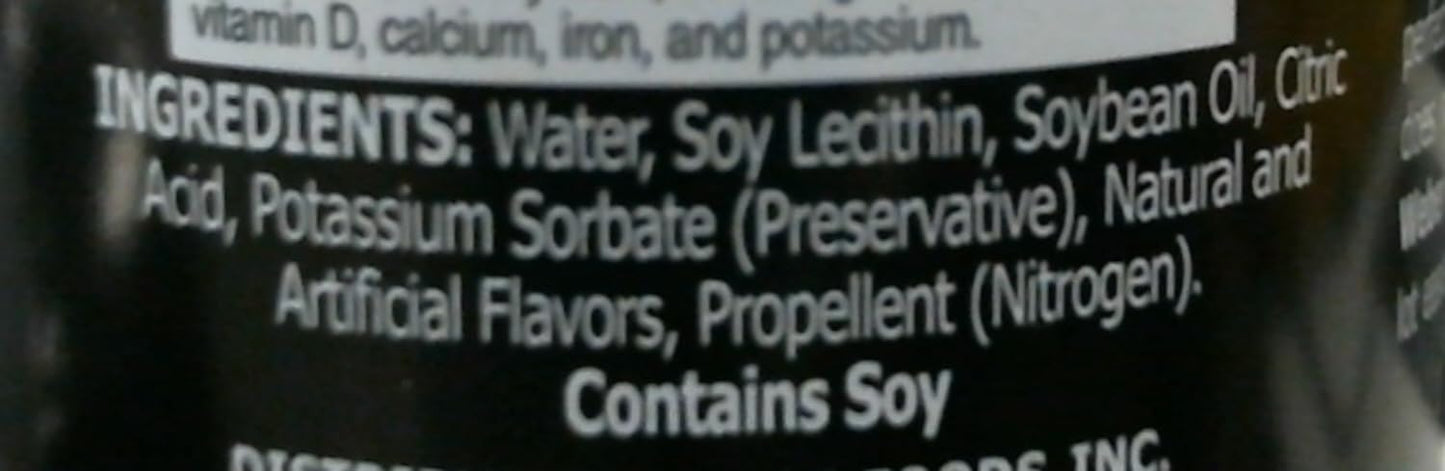 vitamin D, calcium, iron, and potassium.
INGREDIENTS: Water, Soy Lecithin, Soybean Oil, Citric
Acid, Potassium Sorbate (Preservative), Natural and
Artificial Flavors, Propellent (Nitrogen).
Contains Soy
INC.